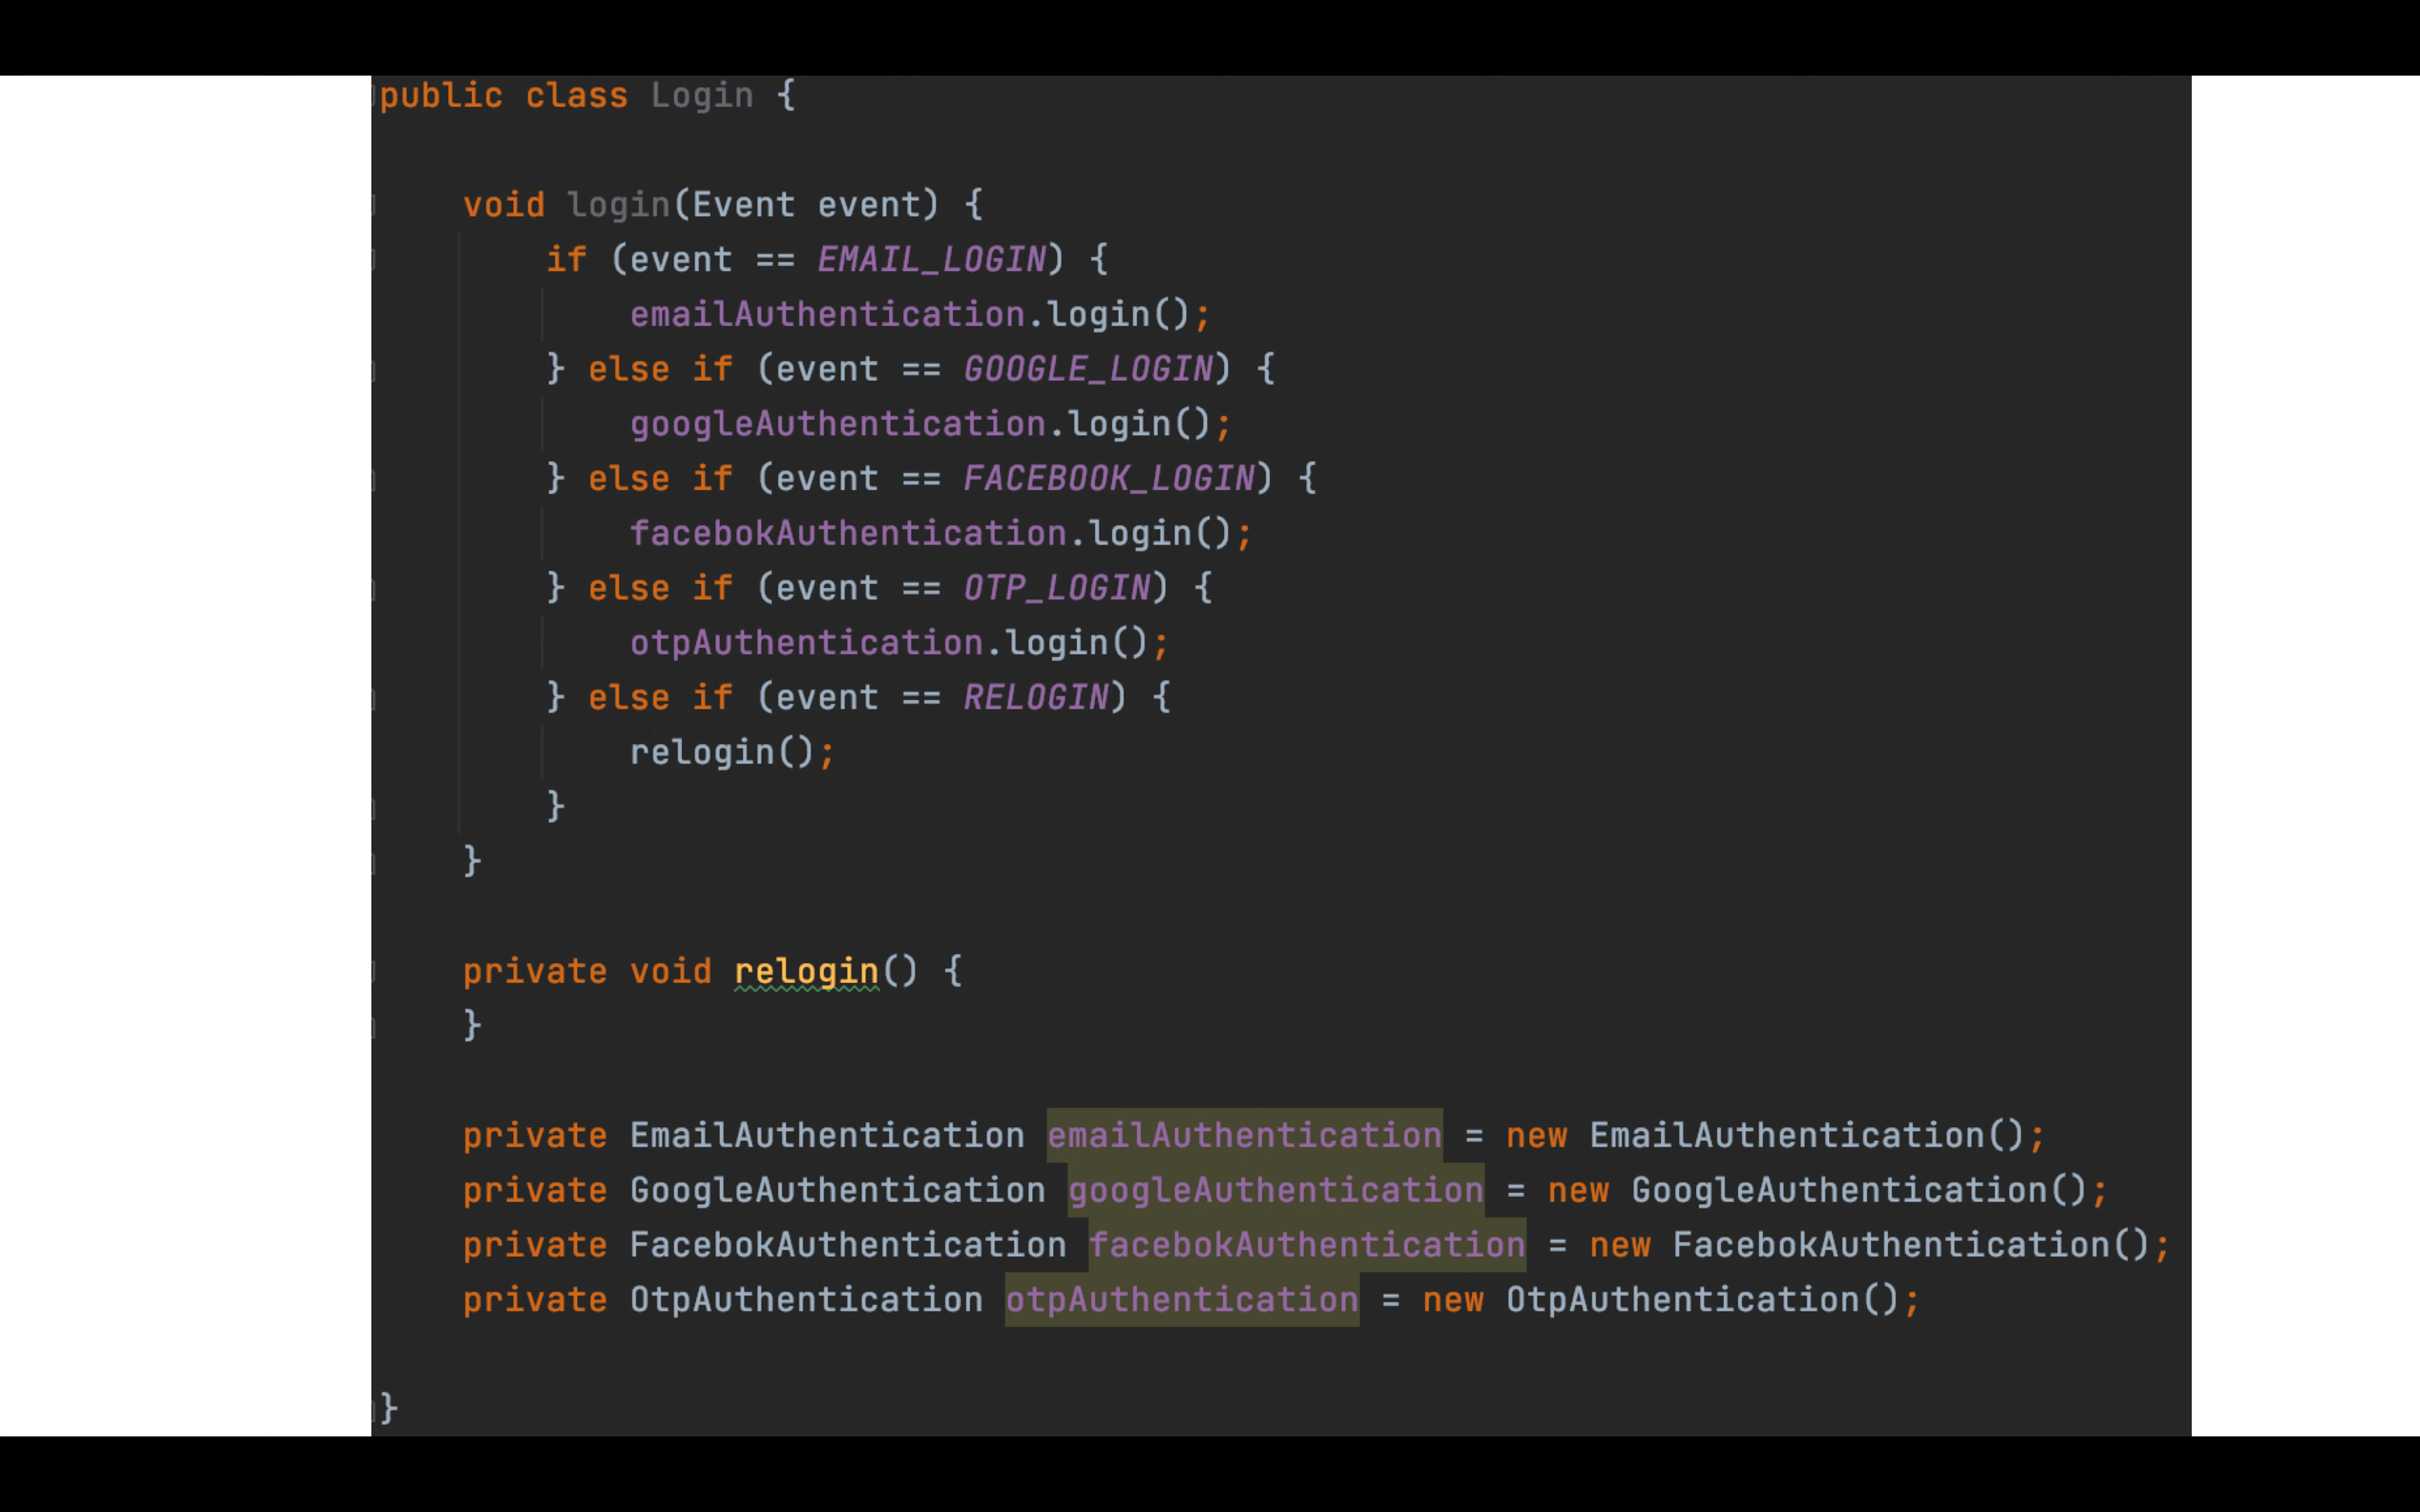 public class Login {
void login(Event event) {
if (event == EMAIL_LOGIN) {
emailAuthentication.login();
} else if (event == GOOGLE_LOGIN) {
googleAuthentication.login();
} else if (event == FACEBOOK_LOGIN) {
facebokAuthentication.login();
} else if (event == OTP_LOGIN) {
otpAuthentication.login();
} else if (event == RELOGIN) {
relogin();
}
}
private void relogin() {
}
private EmailAuthentication emailAuthentication = new EmailAuthentication();
private GoogleAuthentication googleAuthentication = new GoogleAuthentication();
private FacebokAuthentication facebokAuthentication = new FacebokAuthentication();
private OtpAuthentication otpAuthentication = new OtpAuthentication();
}